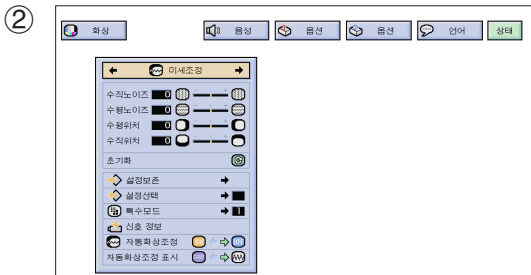 ②
화상 음성 옵션 옵션 언어 상태
미세조정
수직노이즈 0
수평노이즈 0
수평위치 0
수직위치 0
초기화
설정보존
설정선택
특수모드 1
신호 정보
자동화상조정
자동화상조정 표시